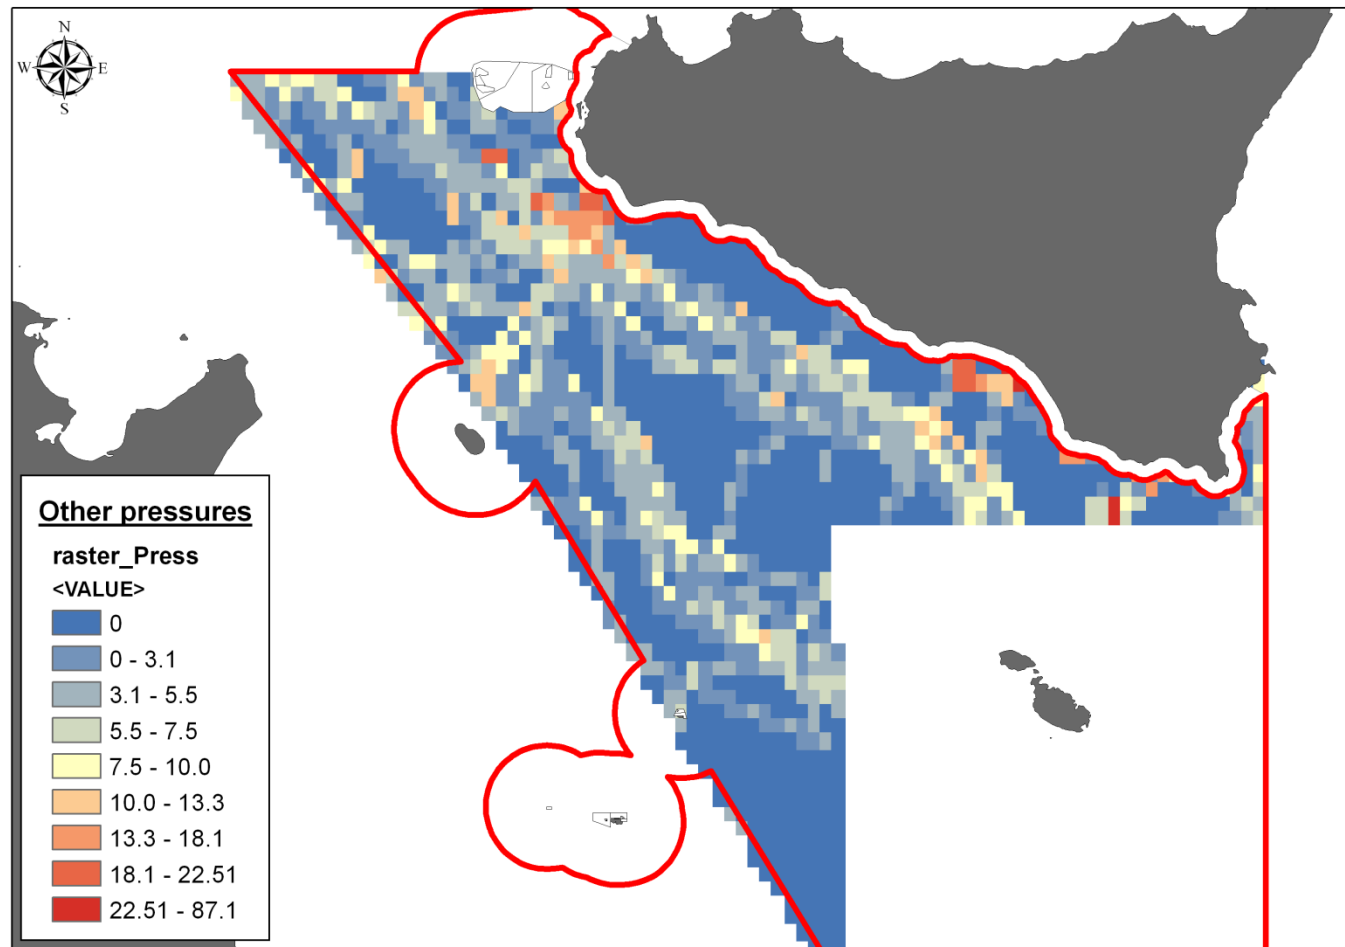 N
W E
S
Other pressures
raster_Press
<VALUE>
0
0 - 3.1
3.1 - 5.5
5.5 - 7.5
7.5 - 10.0
10.0 - 13.3
13.3 - 18.1
18.1 - 22.51
22.51 - 87.1